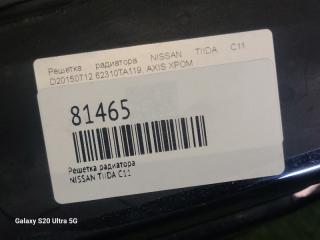 Решетка радиатора NISSAN TIIDA C11
D20150712 62310TA119, AXIS ХРОМ
81465
Решетка радиатора
NISSAN TIIDA C11
Galaxy S20 Ultra 5G